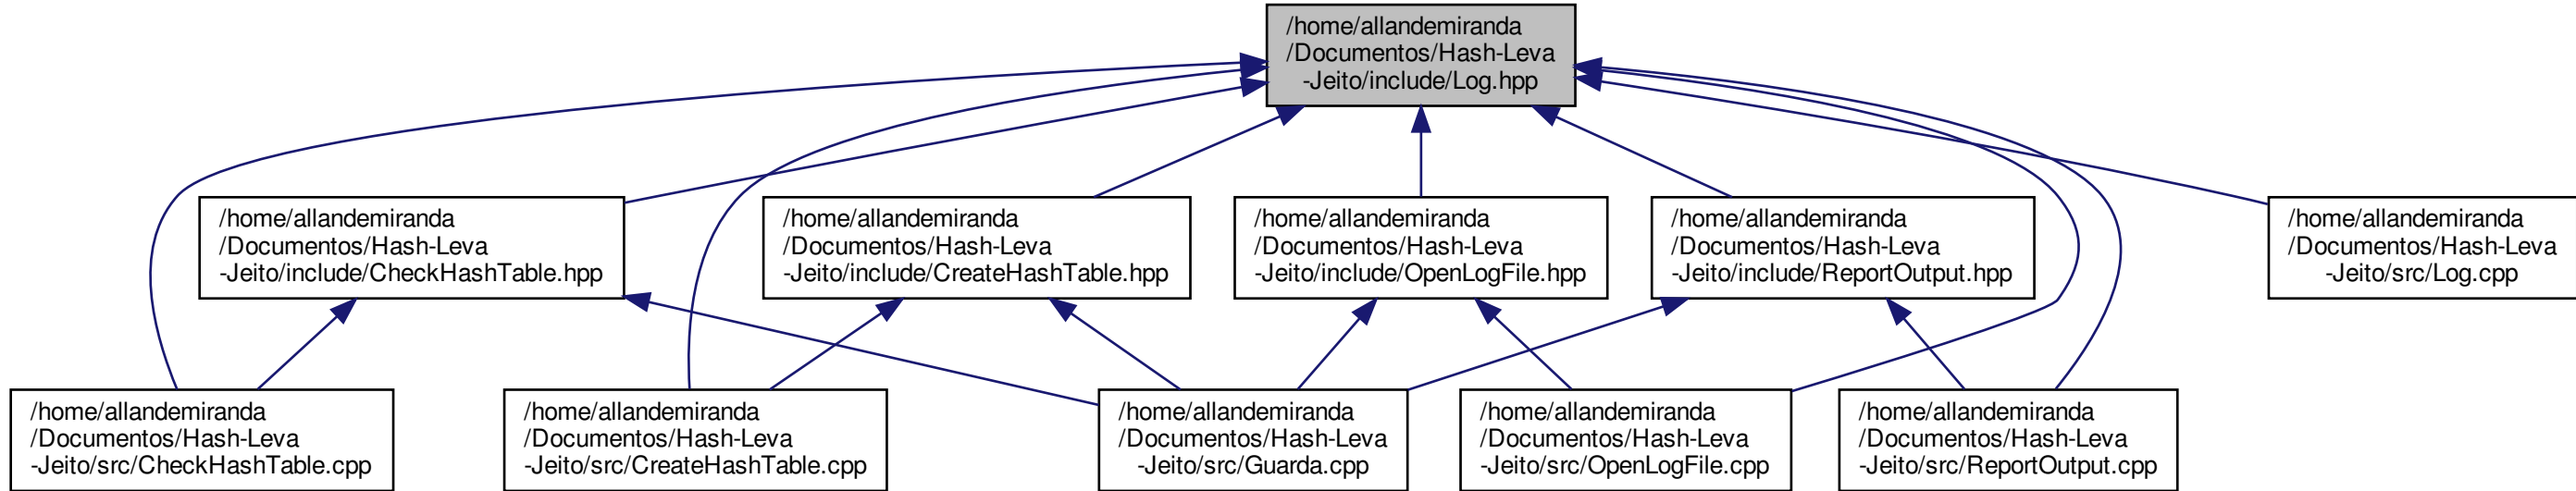 /home/allandemiranda
/Documentos/Hash-Leva
-Jeito/include/Log.hpp
/home/allandemiranda
/Documentos/Hash-Leva
-Jeito/include/CheckHashTable.hpp
/home/allandemiranda
/Documentos/Hash-Leva
-Jeito/include/CreateHashTable.hpp
/home/allandemiranda
/Documentos/Hash-Leva
-Jeito/include/OpenLogFile.hpp
/home/allandemiranda
/Documentos/Hash-Leva
-Jeito/include/ReportOutput.hpp
/home/allandemiranda
/Documentos/Hash-Leva
-Jeito/src/Log.cpp
/home/allandemiranda
/Documentos/Hash-Leva
-Jeito/src/CheckHashTable.cpp
/home/allandemiranda
/Documentos/Hash-Leva
-Jeito/src/CreateHashTable.cpp
/home/allandemiranda
/Documentos/Hash-Leva
-Jeito/src/Guarda.cpp
/home/allandemiranda
/Documentos/Hash-Leva
-Jeito/src/OpenLogFile.cpp
/home/allandemiranda
/Documentos/Hash-Leva
-Jeito/src/ReportOutput.cpp